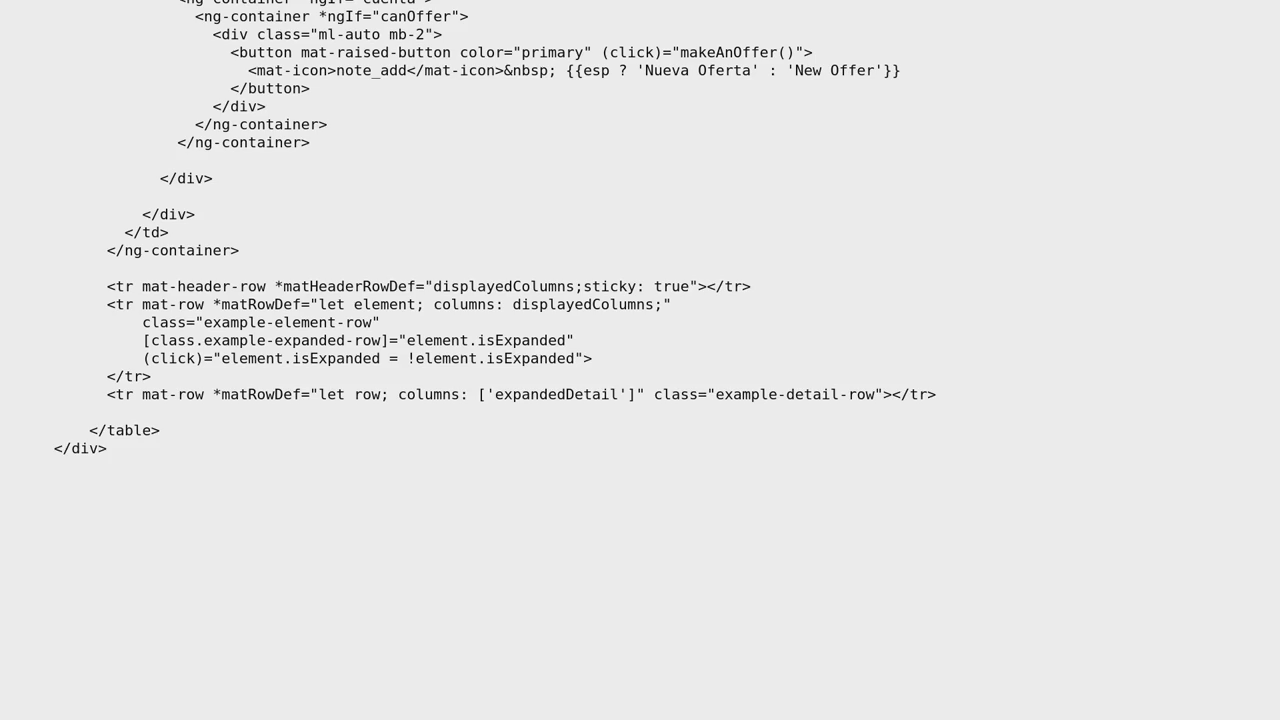 <ng-container *ngIf="cuenta">
<ng-container *ngIf="canOffer">
<div class="ml-auto mb-2">
<button mat-raised-button color="primary" (click)="makeAnOffer()">
<mat-icon>note_add</mat-icon>&nbsp; {{esp ? 'Nueva Oferta' : 'New Offer'}}
</button>
</div>
</ng-container>
</ng-container>
</div>
</div>
</td>
</ng-container>
<tr mat-header-row *matHeaderRowDef="displayedColumns;sticky: true"></tr>
<tr mat-row *matRowDef="let element; columns: displayedColumns;"
class="example-element-row"
[class.example-expanded-row]="element.isExpanded"
(click)="element.isExpanded = !element.isExpanded">
</tr>
<tr mat-row *matRowDef="let row; columns: ['expandedDetail']" class="example-detail-row"></tr>
</table>
</div>